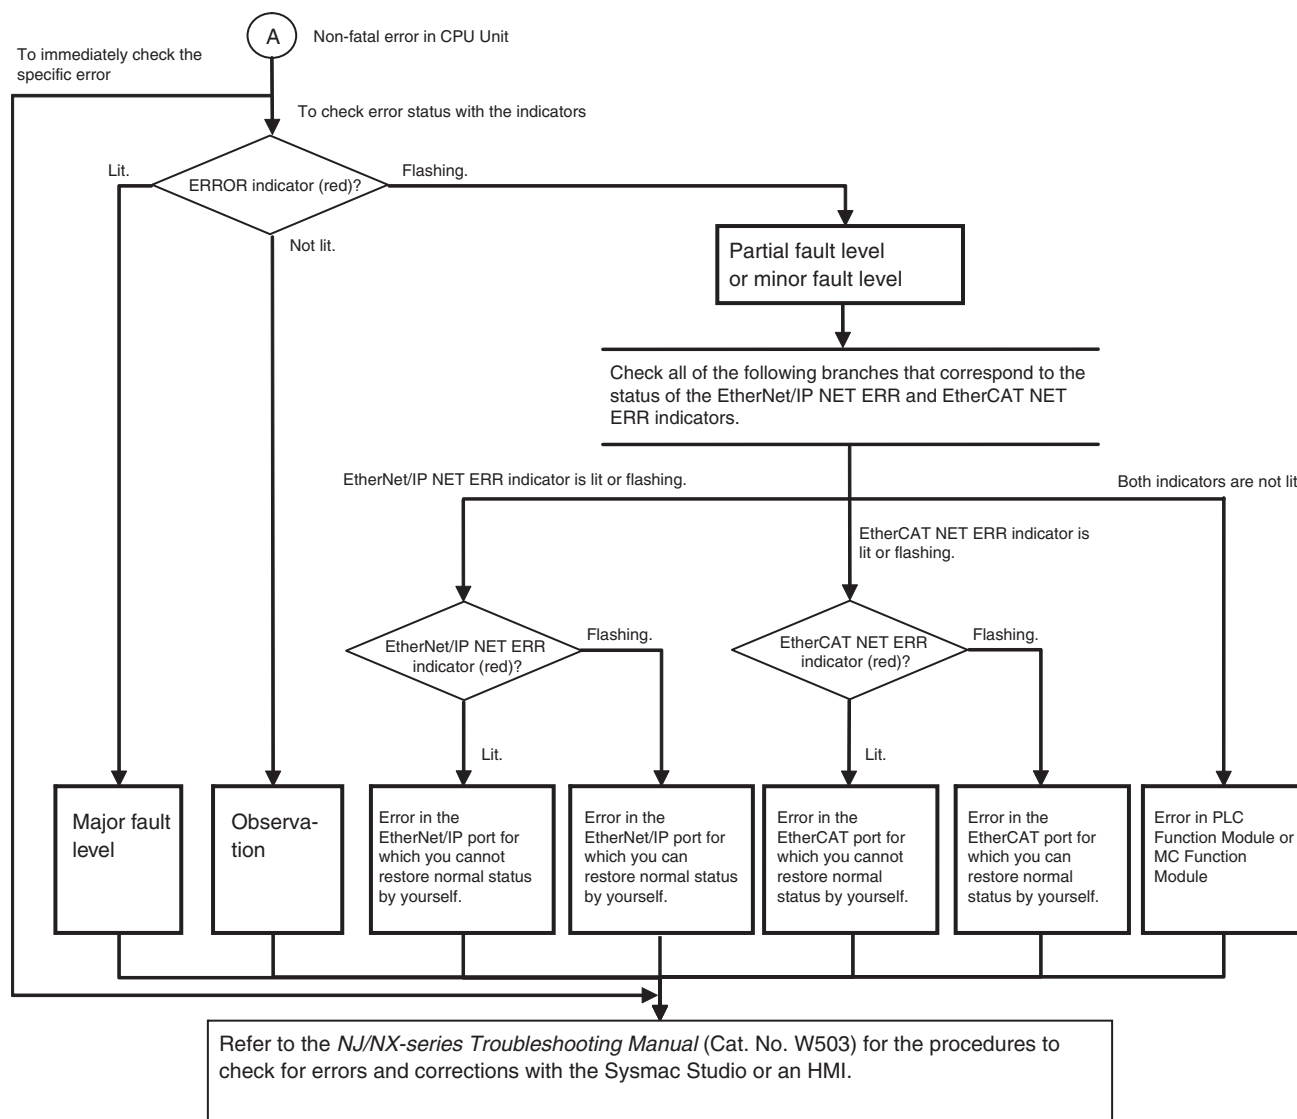 A
Non-fatal error in CPU Unit
To immediately check the
specific error
To check error status with the indicators
Lit.
ERROR indicator (red)?
Flashing.
Not lit.
Partial fault level
or minor fault level
Check all of the following branches that correspond to the
status of the EtherNet/IP NET ERR and EtherCAT NET
ERR indicators.
EtherNet/IP NET ERR indicator is lit or flashing.
Both indicators are not lit
EtherCAT NET ERR indicator is
lit or flashing.
EtherNet/IP NET ERR
indicator (red)?
Flashing.
EtherCAT NET ERR
indicator (red)?
Flashing.
Lit.
Lit.
Major fault
level
Observa-
tion
Error in the
EtherNet/IP port for
which you cannot
restore normal status
by yourself.
Error in the
EtherNet/IP port for
which you can
restore normal status
by yourself.
Error in the
EtherCAT port for
which you cannot
restore normal
status by yourself.
Error in the
EtherCAT port for
which you can
restore normal
status by yourself.
Error in PLC
Function Module or
MC Function
Module
Refer to the NJ/NX-series Troubleshooting Manual (Cat. No. W503) for the procedures to
check for errors and corrections with the Sysmac Studio or an HMI.